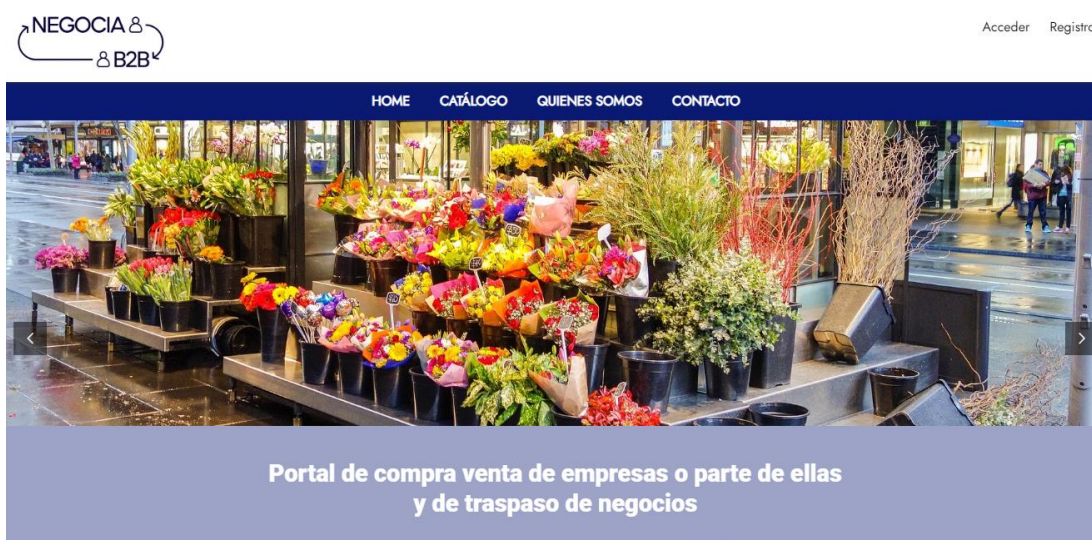 NEGOCIA
B2B
Acceder Registro
HOME CATÁLOGO QUIENES SOMOS CONTACTO
Portal de compra venta de empresas o parte de ellas
y de traspaso de negocios